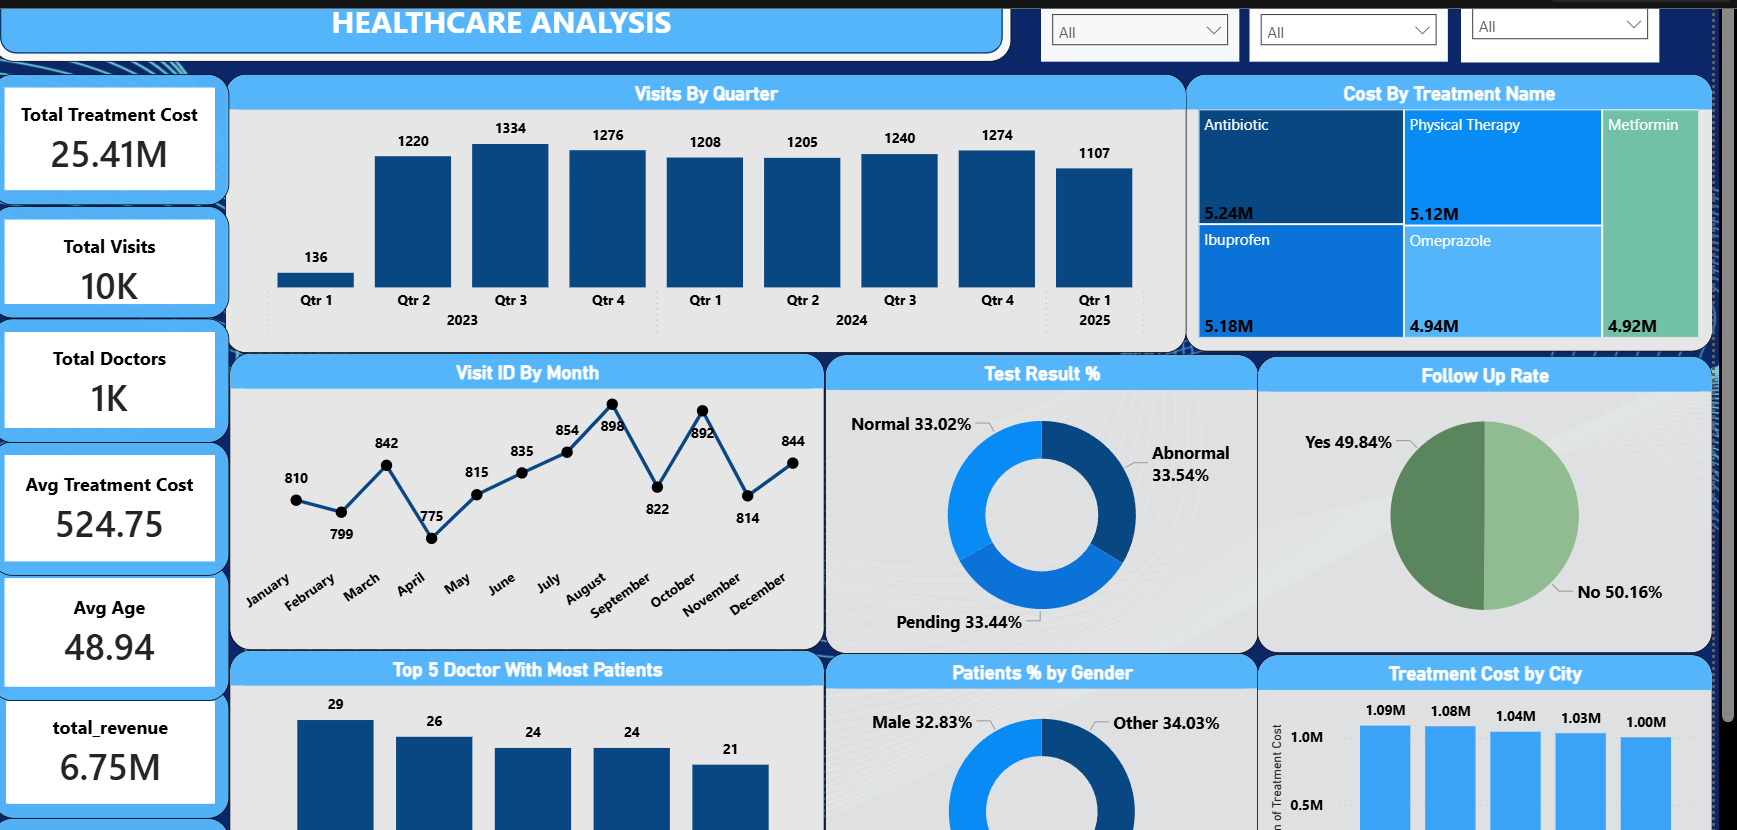 HEALTHCARE ANALYSIS
All
All
All
Total Treatment Cost
25.41M
Total Visits
10K
Total Doctors
1K
Avg Treatment Cost
524.75
Avg Age
48.94
total_revenue
6.75M
Visits By Quarter
136
1220
1334
1276
1208
1205
1240
1274
1107
Qtr 1
Qtr 2
Qtr 3
Qtr 4
Qtr 1
Qtr 2
Qtr 3
Qtr 4
Qtr 1
2023
2024
2025
Cost By Treatment Name
Antibiotic
5.24M
Physical Therapy
5.12M
Metformin
4.92M
Ibuprofen
5.18M
Omeprazole
4.94M
Visit ID By Month
810
799
842
775
815
835
854
898
822
892
814
844
January
February
March
April
May
June
July
August
September
October
November
December
Test Result %
Normal 33.02%
Abnormal
33.54%
Pending 33.44%
Follow Up Rate
Yes 49.84%
No 50.16%
Top 5 Doctor With Most Patients
29
26
24
24
21
Patients % by Gender
Male 32.83%
Other 34.03%
Treatment Cost by City
1.09M
1.08M
1.04M
1.03M
1.00M
1.0M
0.5M
n of Treatment Cost